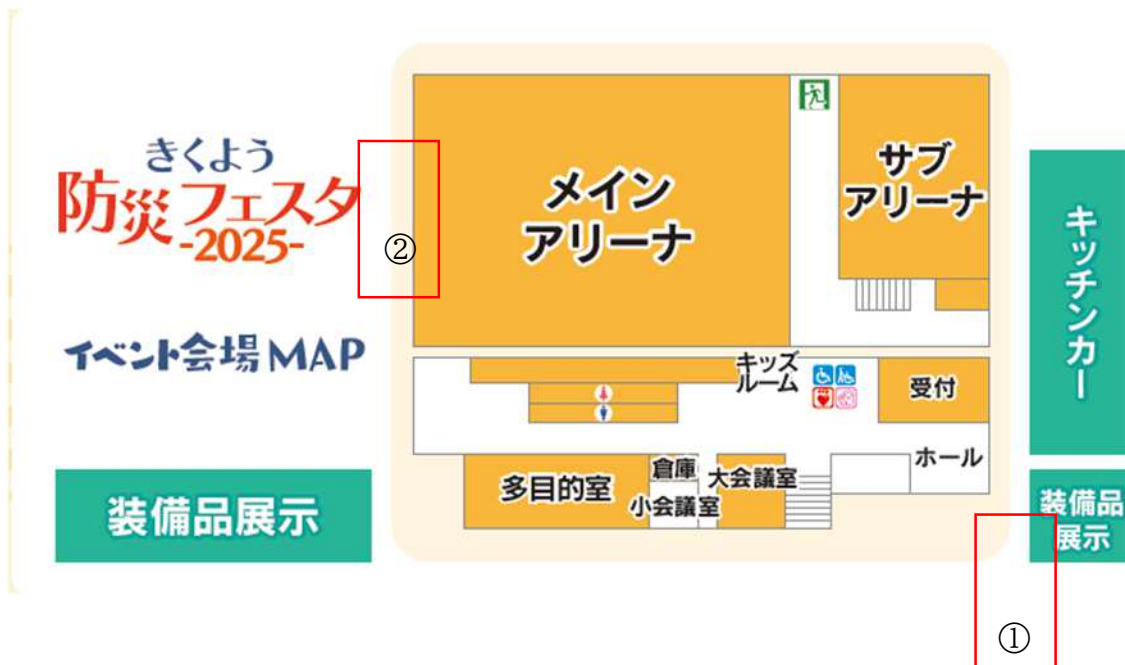 きくよう
防災フェスタ
-2025-
イベント会場MAP
装備品展示
②
メイン
アリーナ
サブ
アリーナ
キッズ
ルーム
受付
ホール
多目的室
倉庫
小会議室
大会議室
キッチンカー
装備品
展示
①